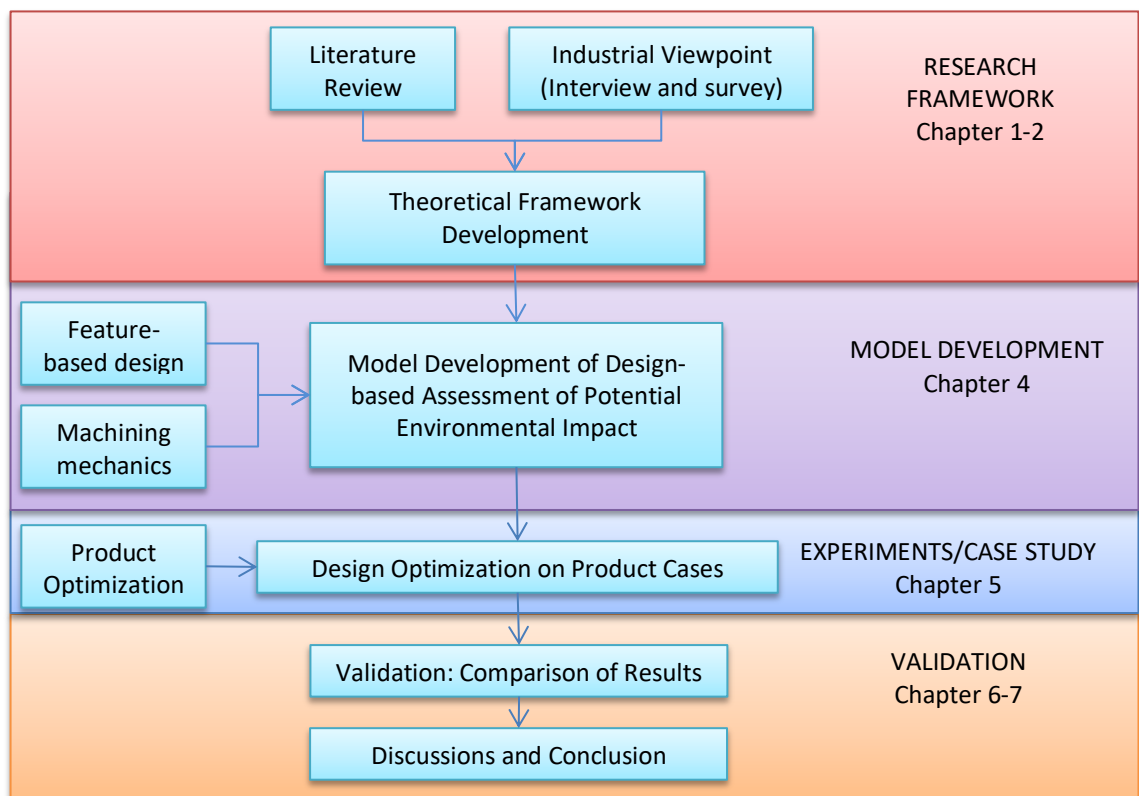 Literature
Review
Industrial Viewpoint
(Interview and survey)
RESEARCH
FRAMEWORK
Chapter 1-2
Theoretical Framework
Development
Feature-
based design
Machining
mechanics
Model Development of Design-
based Assessment of Potential
Environmental Impact
MODEL DEVELOPMENT
Chapter 4
Product
Optimization
Design Optimization on Product Cases
EXPERIMENTS/CASE STUDY
Chapter 5
Validation: Comparison of Results
VALIDATION
Chapter 6-7
Discussions and Conclusion